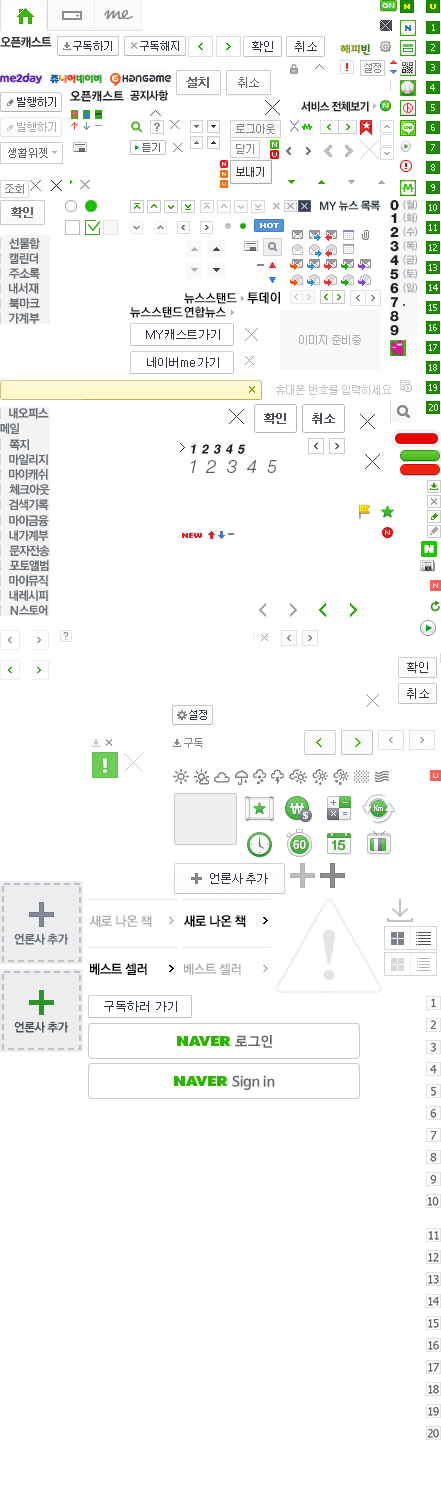 me
ON N U
오픈캐스트 구독하기 구독해지 확인 취소 해피빈
설정
me2day 쥬니어네이버 HANGAME 설치 취소
발행하기 오픈캐스트 공지사항
서비스 전체보기 N
발행하기 ? 로그아웃
LINE
생활위젯 듣기 닫기 N U
보내기
N N U
조회
확인 MY 뉴스 목록
0 (월)
1 (화)
2 (수)
3 (목)
4 (금)
5 (토)
6 (일)
7 .
8
9
HOT
선물함
캘린더
주소록
내서재
북마크
가계부
뉴스스탠드 투데이
뉴스스탠드 연합뉴스
MY캐스트가기
이미지 준비중
네이버me가기
휴대폰 번호를 입력하세요
1
2
3
4
5
6
7
8
9
10
11
12
13
14
15
16
17
18
19
20
내오피스
메일
쪽지
마일리지
마이캐쉬
체크아웃
검색기록
마이금융
내가계부
문자전송
포토앨범
마이뮤직
내레시피
N스토어
확인 취소
1 2 3 4 5
1 2 3 4 5
NEW
N
N
N
?
확인
취소
설정
구독
U
₩ $ Km
60 15
언론사 추가
언론사 추가
새로 나온 책 새로 나온 책
베스트 셀러 베스트 셀러
언론사 추가
구독하러 가기
NAVER 로그인
NAVER Sign in
1
2
3
4
5
6
7
8
9
10
11
12
13
14
15
16
17
18
19
20